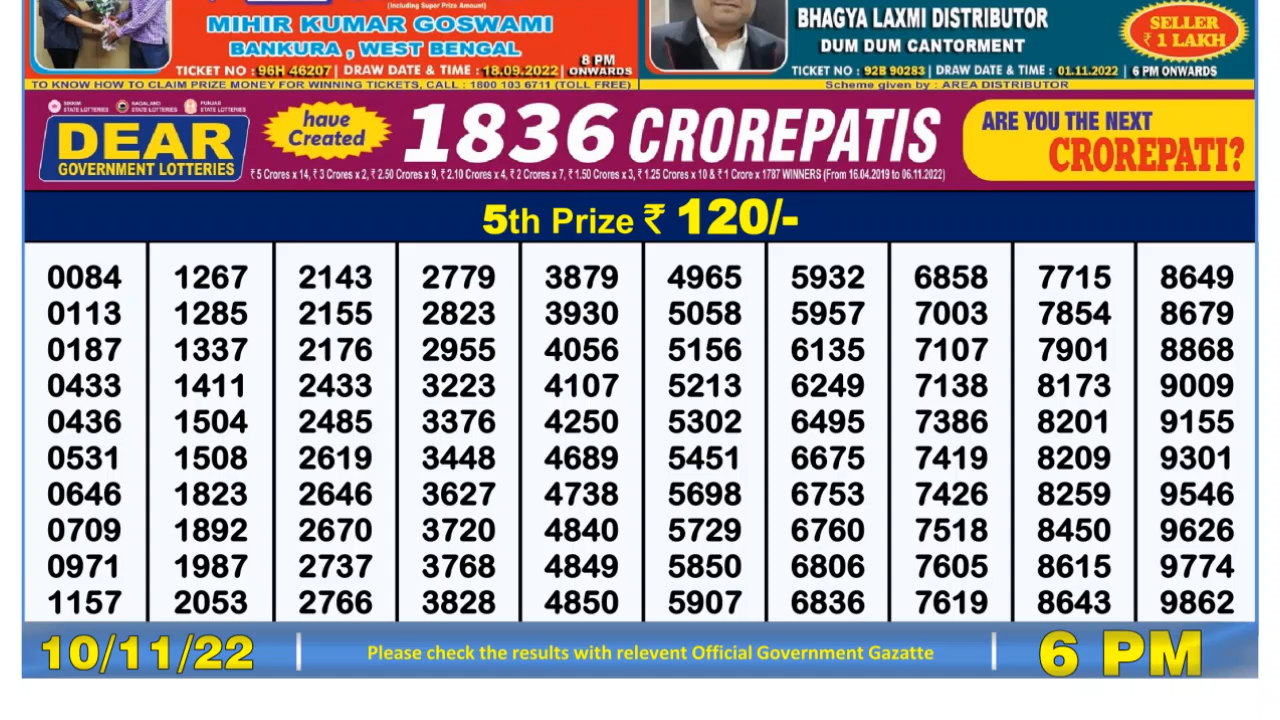 (Including Super Prize Amount)
MIHIR KUMAR GOSWAMI
BANKURA , WEST BENGAL
TICKET NO : 96H 46207 | DRAW DATE & TIME : 18.09.2022 | 8 PM ONWARDS
BHAGYA LAXMI DISTRIBUTOR
DUM DUM CANTORMENT
TICKET NO : 92B 90283 | DRAW DATE & TIME : 01.11.2022 | 6 PM ONWARDS
SELLER
₹ 1 LAKH
TO KNOW HOW TO CLAIM PRIZE MONEY FOR WINNING TICKETS, CALL : 1800 103 6711 (TOLL FREE)
Scheme given by : AREA DISTRIBUTOR
SIKKIM STATE LOTTERIES NAGALAND STATE LOTTERIES PUNJAB STATE LOTTERIES
DEAR
GOVERNMENT LOTTERIES
have
Created
1836 CROREPATIS
₹ 5 Crores x 14, ₹ 3 Crores x 2, ₹ 2.50 Crores x 9, ₹ 2.10 Crores x 4, ₹ 2 Crores x 7, ₹ 1.50 Crores x 3, ₹ 1.25 Crores x 10 & ₹ 1 Crore x 1787 WINNERS (From 16.04.2019 to 06.11.2022)
ARE YOU THE NEXT
CROREPATI?
5th Prize ₹ 120/-
0084 1267 2143 2779 3879 4965 5932 6858 7715 8649
0113 1285 2155 2823 3930 5058 5957 7003 7854 8679
0187 1337 2176 2955 4056 5156 6135 7107 7901 8868
0433 1411 2433 3223 4107 5213 6249 7138 8173 9009
0436 1504 2485 3376 4250 5302 6495 7386 8201 9155
0531 1508 2619 3448 4689 5451 6675 7419 8209 9301
0646 1823 2646 3627 4738 5698 6753 7426 8259 9546
0709 1892 2670 3720 4840 5729 6760 7518 8450 9626
0971 1987 2737 3768 4849 5850 6806 7605 8615 9774
1157 2053 2766 3828 4850 5907 6836 7619 8643 9862
10/11/22 | Please check the results with relevent Official Government Gazatte | 6 PM